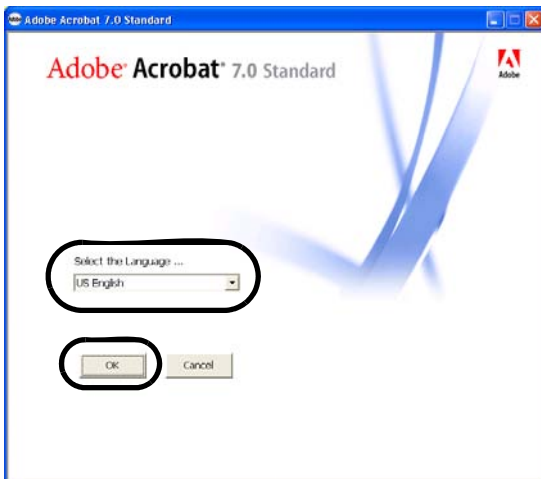 Adobe Acrobat 7.0 Standard
Adobe® Acrobat® 7.0 Standard
Adobe
Select the Language ...
US English
OK Cancel